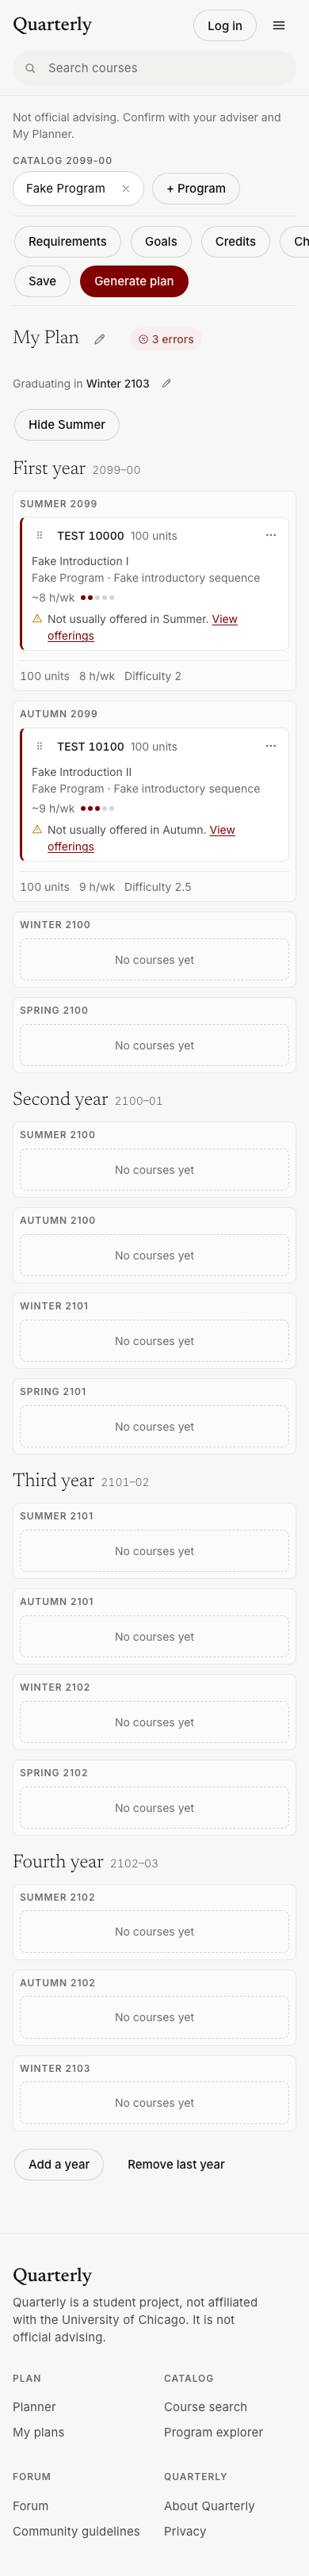 Quarterly
Log in
Search courses
Not official advising. Confirm with your adviser and
My Planner.
CATALOG 2099-00
Fake Program
+ Program
Requirements
Goals
Credits
Ch
Save
Generate plan
My Plan
3 errors
Graduating in Winter 2103
Hide Summer
First year 2099–00
SUMMER 2099
TEST 10000 100 units
Fake Introduction I
Fake Program · Fake introductory sequence
~8 h/wk
Not usually offered in Summer. View
offerings
100 units 8 h/wk Difficulty 2
AUTUMN 2099
TEST 10100 100 units
Fake Introduction II
Fake Program · Fake introductory sequence
~9 h/wk
Not usually offered in Autumn. View
offerings
100 units 9 h/wk Difficulty 2.5
WINTER 2100
No courses yet
SPRING 2100
No courses yet
Second year 2100–01
SUMMER 2100
No courses yet
AUTUMN 2100
No courses yet
WINTER 2101
No courses yet
SPRING 2101
No courses yet
Third year 2101–02
SUMMER 2101
No courses yet
AUTUMN 2101
No courses yet
WINTER 2102
No courses yet
SPRING 2102
No courses yet
Fourth year 2102–03
SUMMER 2102
No courses yet
AUTUMN 2102
No courses yet
WINTER 2103
No courses yet
Add a year
Remove last year
Quarterly
Quarterly is a student project, not affiliated
with the University of Chicago. It is not
official advising.
PLAN
Planner
My plans
CATALOG
Course search
Program explorer
FORUM
Forum
Community guidelines
QUARTERLY
About Quarterly
Privacy